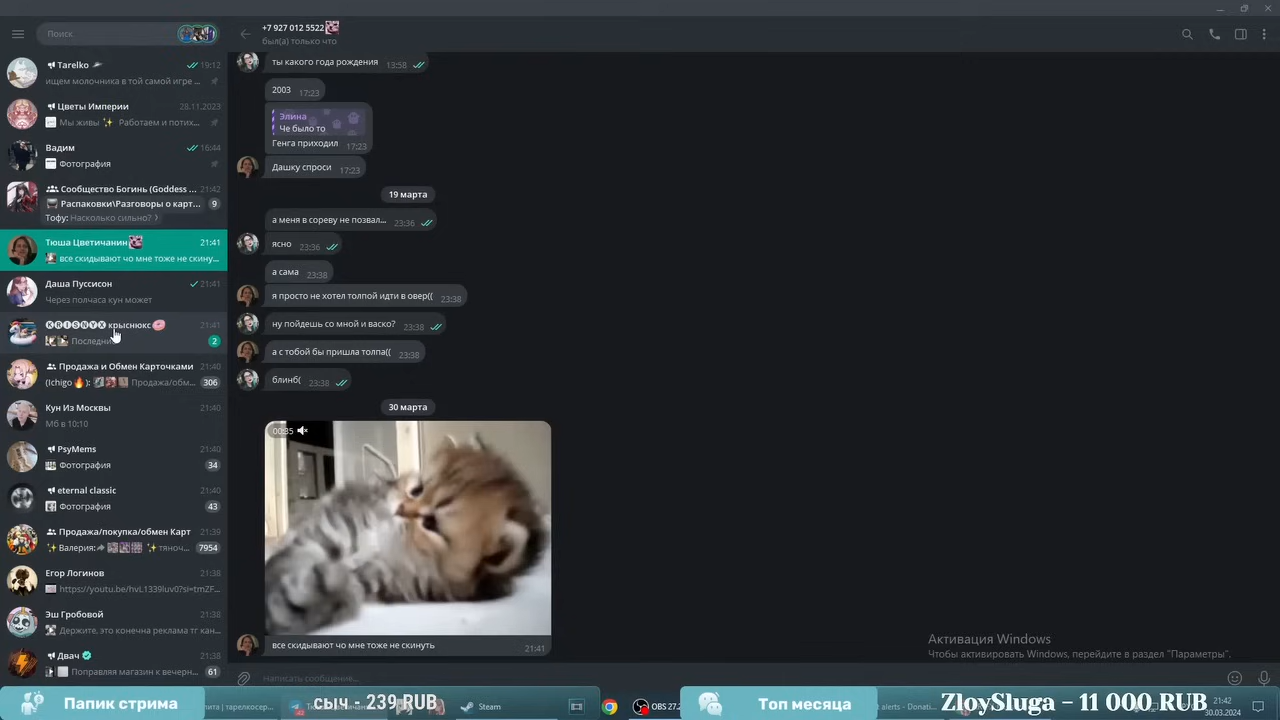 Поиск
Tarelko
19:12
ищем молочника в той самой игре ...
Цветы Империи
28.11.2023
Мы живы ✨ Работаем и потих...
Вадим
16:44
Фотография
Сообщество Богинь (Goddess ...
21:42
Распаковки\Разговоры о карт...
9
Тофу: Насколько сильно? >
Тюша Цветичанин
21:41
все скидывают чо мне тоже не скину...
Даша Пуссисон
21:41
Через полчаса кун может
🅚🅡🅘🅢🅝🅨🅧 крыснюкс
21:41
2
Продажа и Обмен Карточками
21:40
(Ichigo🔥): Продажа/обм...
306
Кун Из Москвы
21:40
Мб в 10:10
PsyMems
21:40
Фотография
34
eternal classic
21:40
Фотография
43
Продажа/покупка/обмен Карт
21:39
✨Валерия: ✨ тяноч...
7954
Егор Логинов
21:38
https://youtu.be/hvL1339luv0?si=tmZF...
Эш Гробовой
21:38
Держите, это конечна реклама тг кан...
Двач
21:38
Поправляя магазин к вечерн...
61
+7 927 012 5522
был(а) только что
ты какого года рождения 13:58
2003 17:23
Элина
Че было то
Генга приходил 17:23
Дашку спроси 17:23
19 марта
а меня в сореву не позвал... 23:36
ясно 23:36
а сама 23:38
я просто не хотел толпой идти в овер(( 23:38
ну пойдешь со мной и васко? 23:38
а с тобой бы пришла толпа(( 23:38
блинб( 23:38
30 марта
00:35
все скидывают чо мне тоже не скинуть 21:41
Написать сообщение...
Активация Windows
Чтобы активировать Windows, перейдите в раздел "Параметры".
Папик стрима
сыч - 239 RUB
Steam
OBS 27.2
Топ месяца
ZloySluga - 11 000 RUB
21:42
30.03.2024